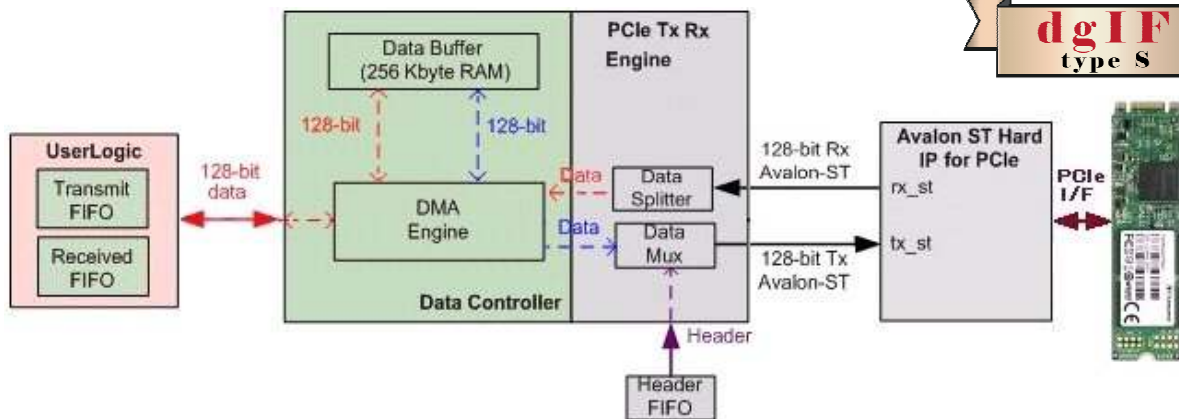 dgIF
type S
Data Buffer
(256 Kbyte RAM)
PCIe Tx Rx
Engine
128-bit
128-bit
UserLogic
Transmit
FIFO
Received
FIFO
128-bit
data
DMA
Engine
Data
Data
Data
Splitter
Data
Mux
Data Controller
128-bit Rx
Avalon-ST
128-bit Tx
Avalon-ST
Avalon ST Hard
IP for PCIe
rx_st
tx_st
PCIe
I/F
Header
Header
FIFO
CE